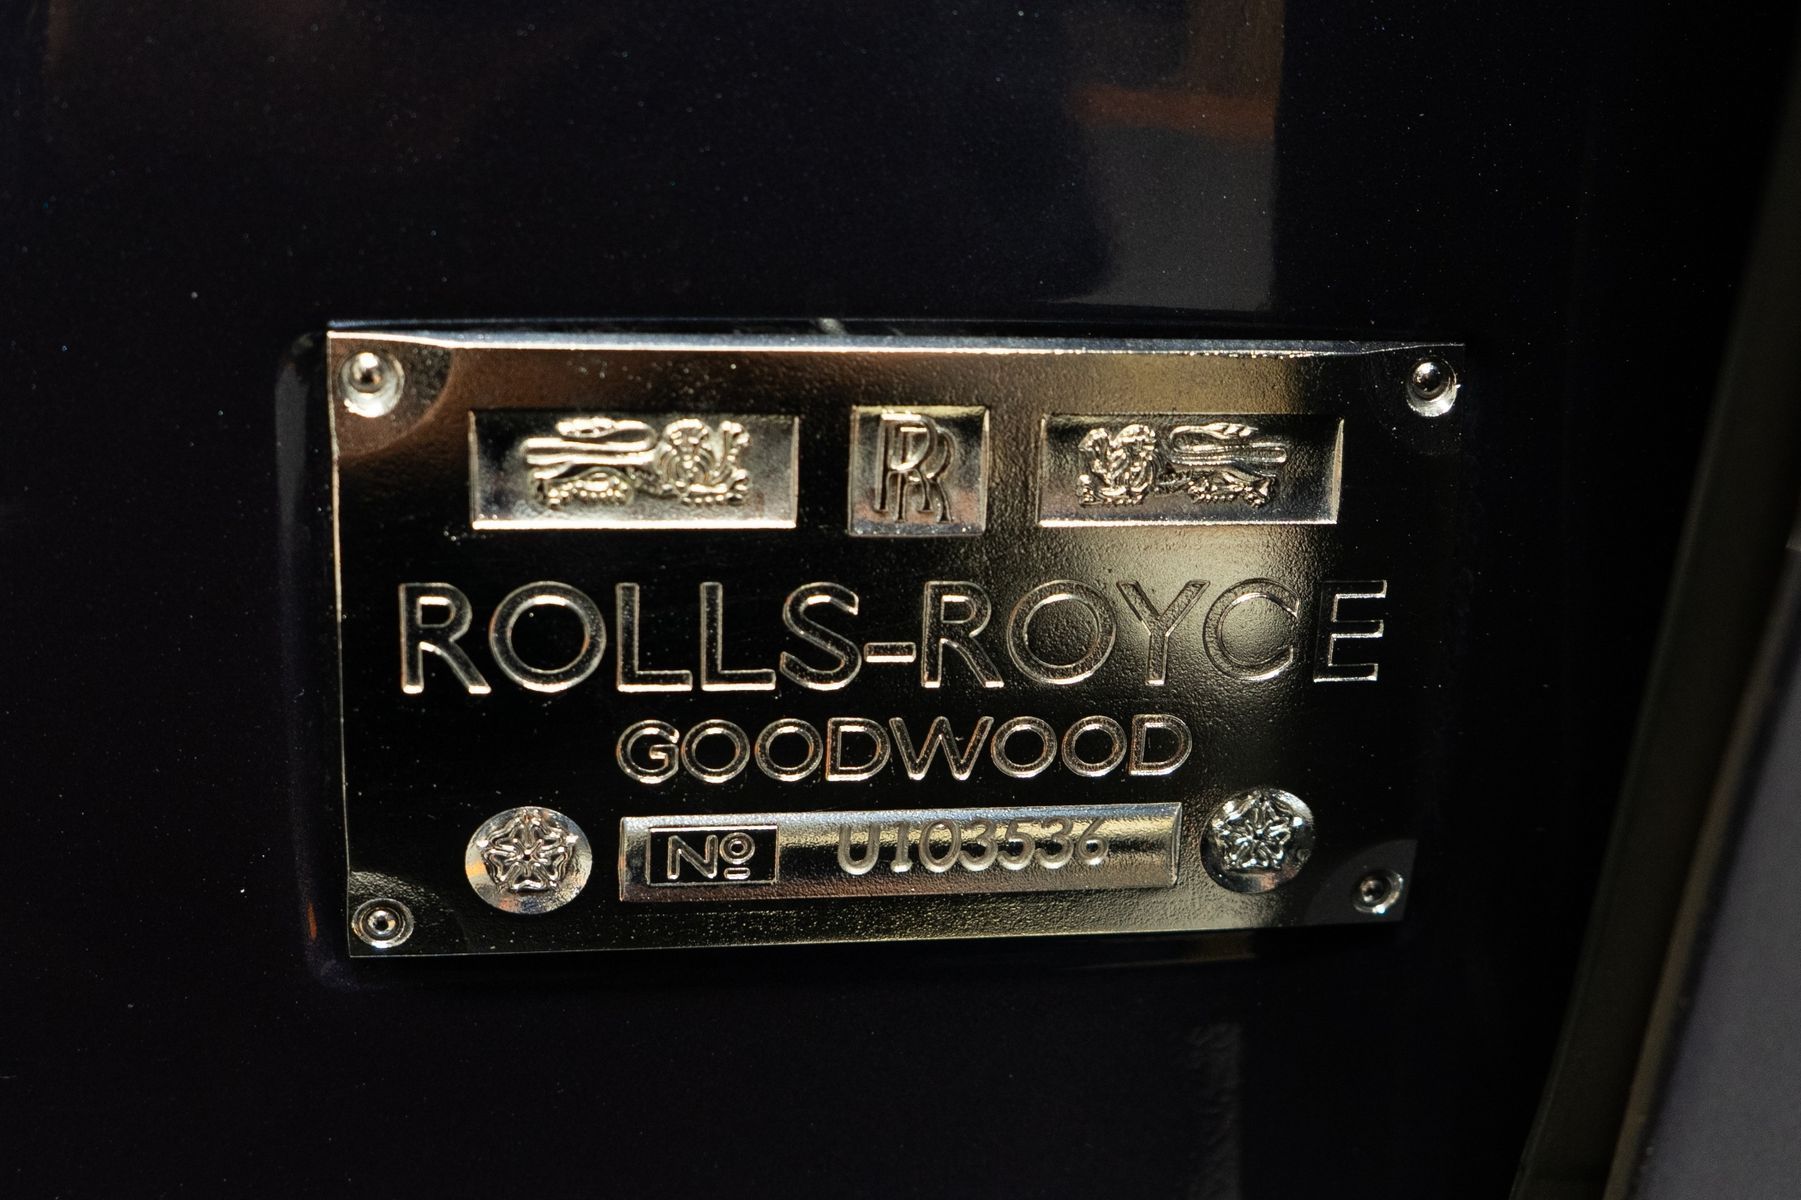 RR
ROLLS-ROYCE
GOODWOOD
Nº U103536